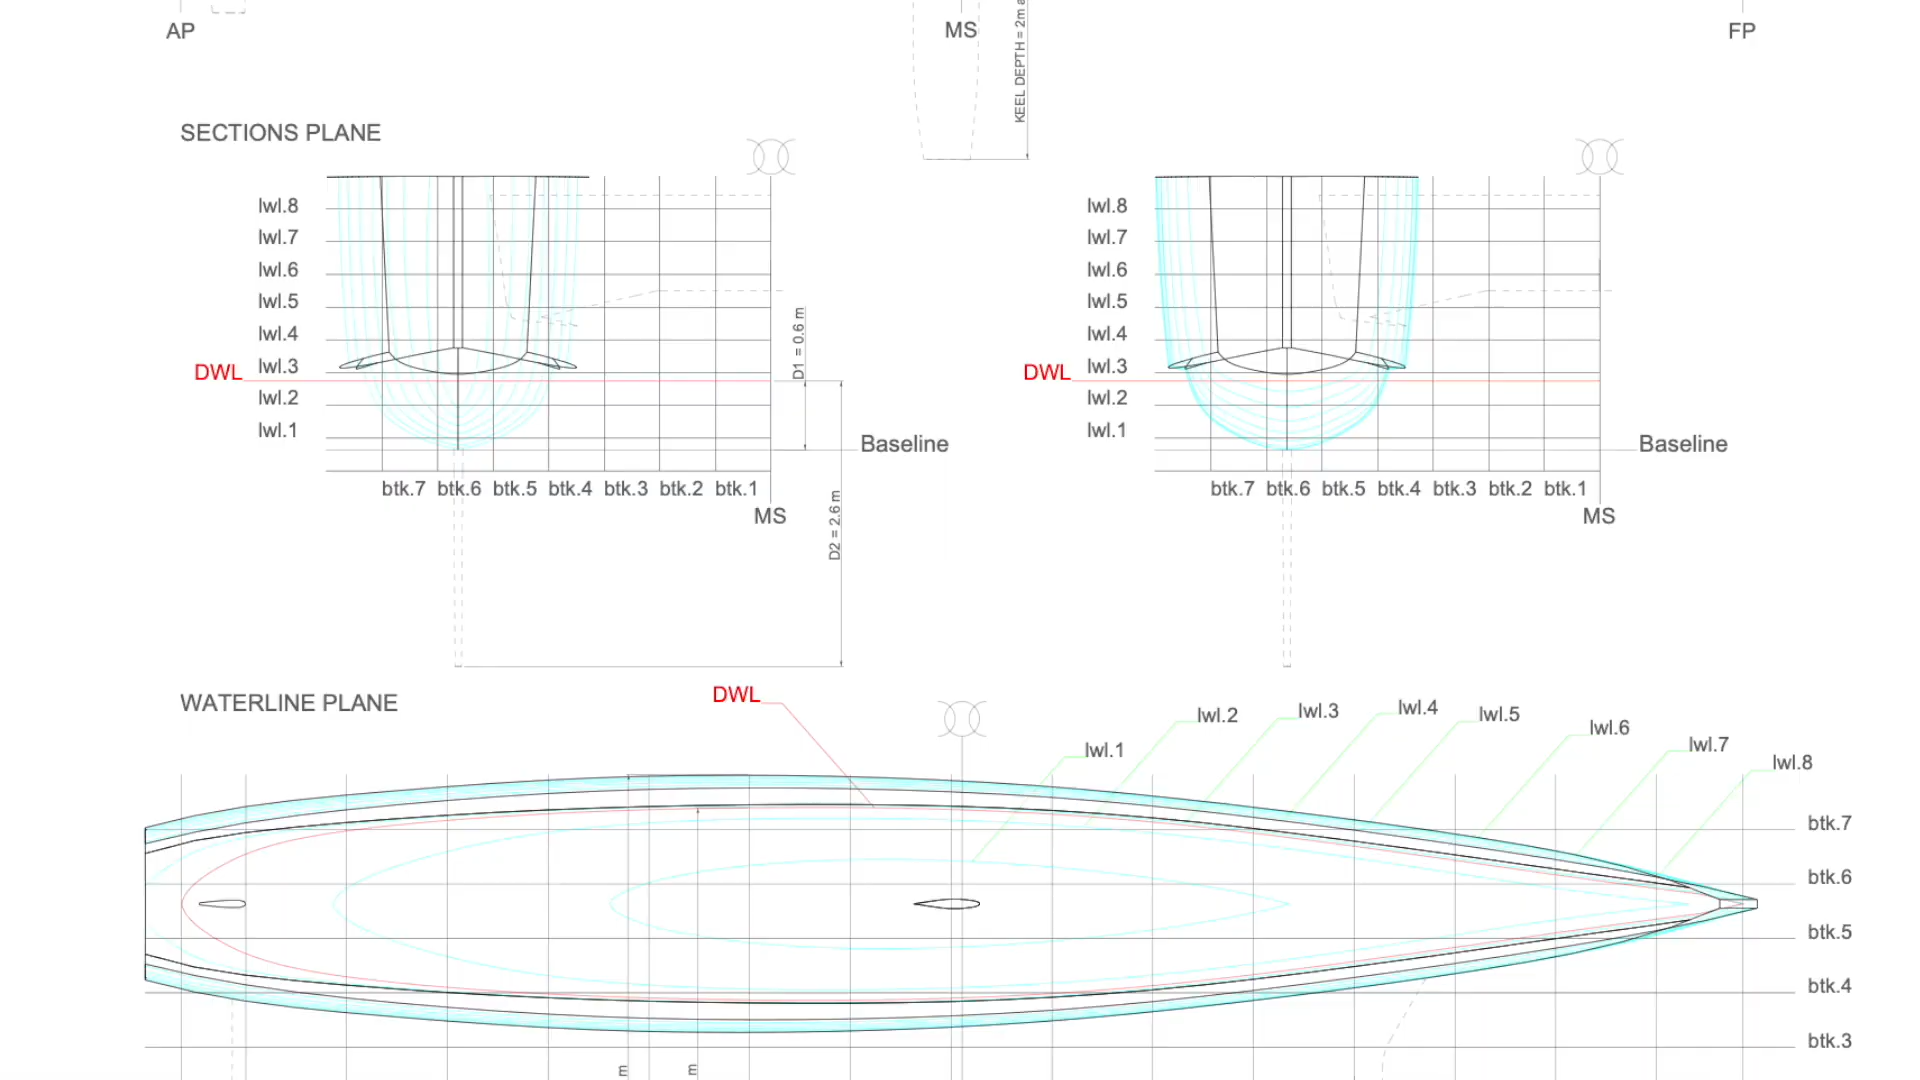 AP
MS
FP
KEEL DEPTH = 2m
SECTIONS PLANE
lwl.8
lwl.7
lwl.6
lwl.5
lwl.4
lwl.3
DWL
lwl.2
lwl.1
D1 = 0.6 m
Baseline
btk.7 btk.6 btk.5 btk.4 btk.3 btk.2 btk.1
MS
D2 = 2.6 m
lwl.8
lwl.7
lwl.6
lwl.5
lwl.4
lwl.3
DWL
lwl.2
lwl.1
Baseline
btk.7 btk.6 btk.5 btk.4 btk.3 btk.2 btk.1
MS
WATERLINE PLANE
DWL
lwl.1
lwl.2
lwl.3
lwl.4
lwl.5
lwl.6
lwl.7
lwl.8
btk.7
btk.6
btk.5
btk.4
btk.3
m
m